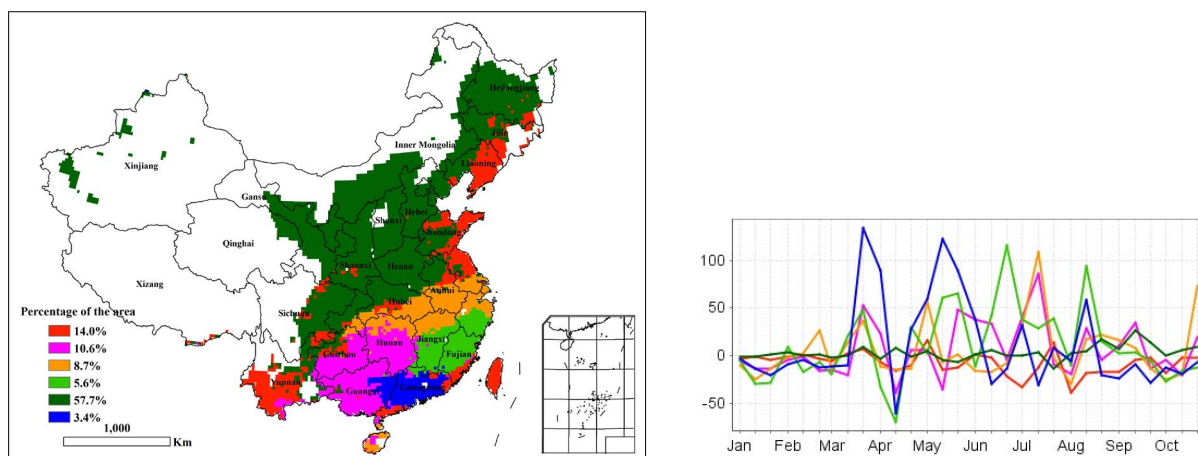 Heilongjiang
Jilin
Inner Mongolia
Liaoning
Xinjiang
Gansu
Hebei
Shanxi
Shandong
Qinghai
Shaanxi
Henan
Xizang
Anhui
Hubei
Sichuan
Percentage of the area
14.0%
10.6%
8.7%
5.6%
57.7%
3.4%
Hunan
Jiangxi
Guizhou
Fujian
Yunnan
Guangxi
Guangdong
1,000
Km
100
50
0
−50
Jan Feb Mar Apr May Jun Jul Aug Sep Oct